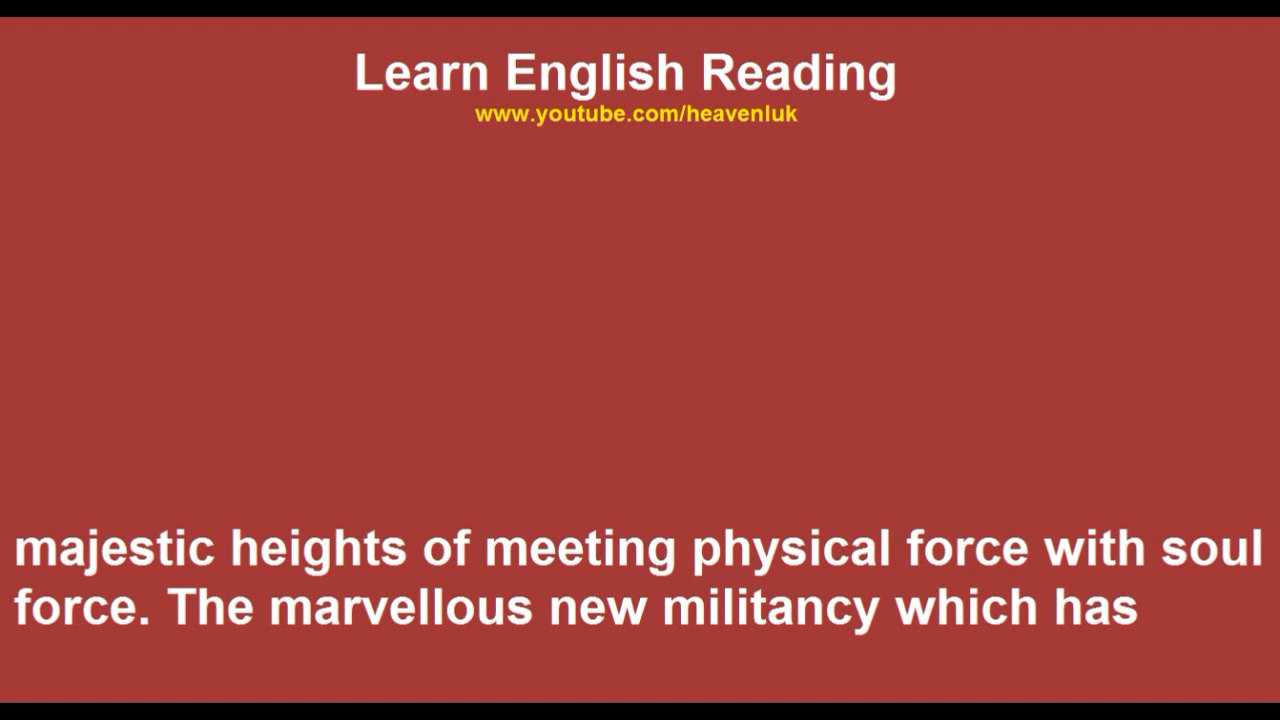 Learn English Reading
www.youtube.com/heavenluk
majestic heights of meeting physical force with soul
force. The marvellous new militancy which has